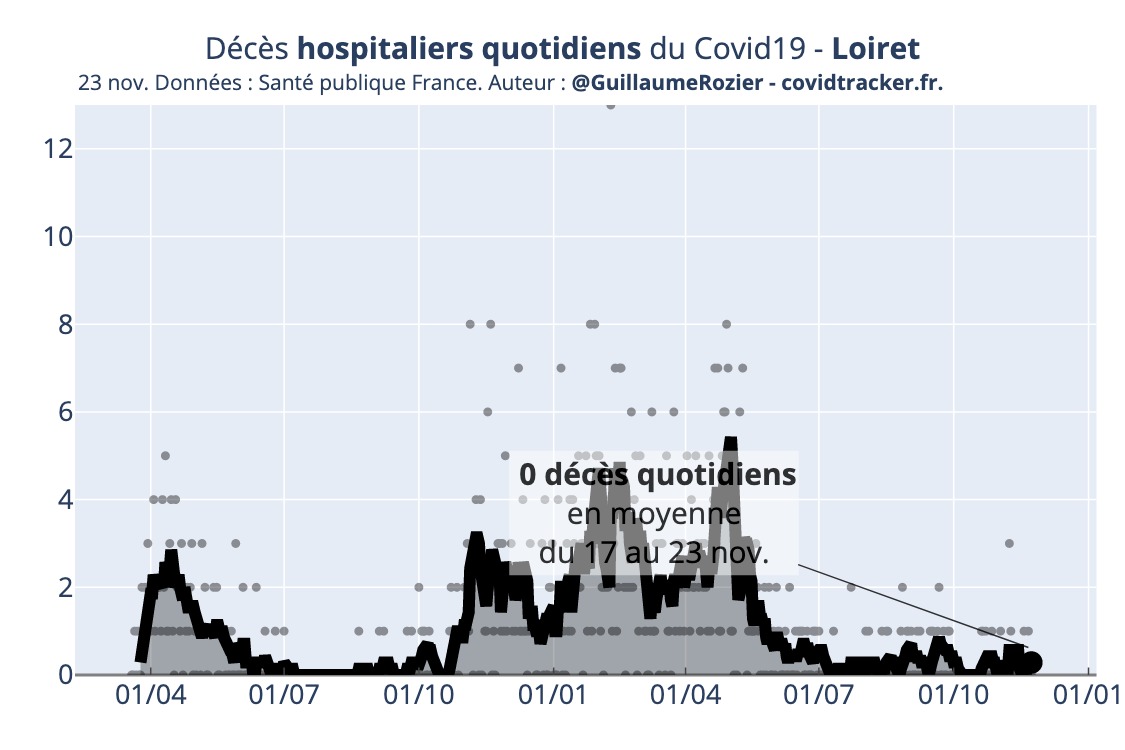 Décès hospitaliers quotidiens du Covid19 - Loiret
23 nov. Données : Santé publique France. Auteur : @GuillaumeRozier - covidtracker.fr.
12
10
8
6
4
2
0
0 décès quotidiens
en moyenne
du 17 au 23 nov.
01/04 01/07 01/10 01/01 01/04 01/07 01/10 01/01